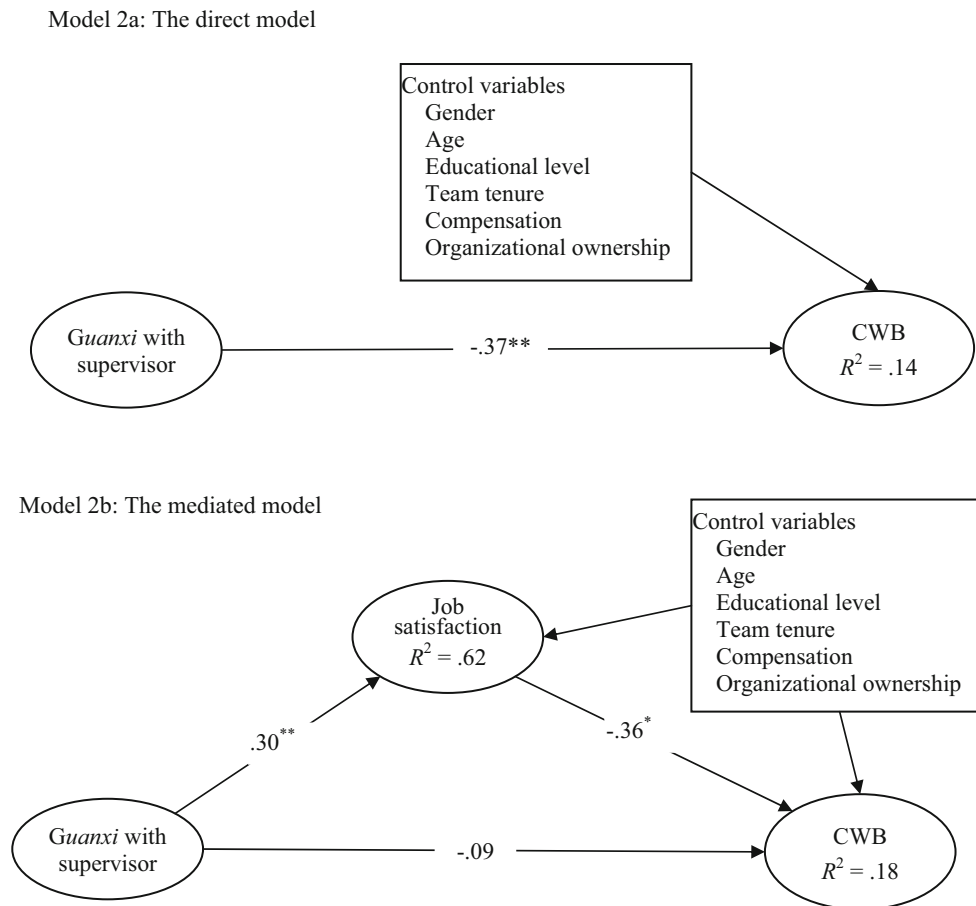 Model 2a: The direct model
Control variables
Gender
Age
Educational level
Team tenure
Compensation
Organizational ownership
Guanxi with
supervisor
-.37**
CWB
R² = .14
Model 2b: The mediated model
Control variables
Gender
Age
Educational level
Team tenure
Compensation
Organizational ownership
Job
satisfaction
R² = .62
.30**
-.36*
Guanxi with
supervisor
-.09
CWB
R² = .18